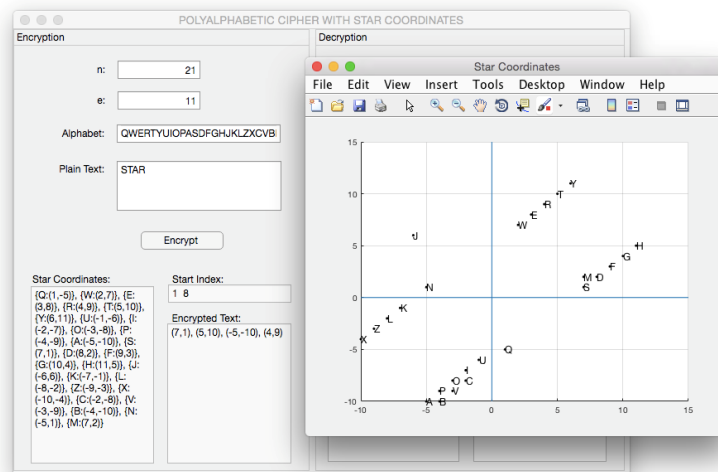 POLYALPHABETIC CIPHER WITH STAR COORDINATES
Encryption
Decryption
n:
21
e:
11
Alphabet:
QWERTYUIOPASDFGHJKLZXCVB
Plain Text:
STAR
Encrypt
Star Coordinates:
{Q:(1,-5)}, {W:(2,7)}, {E:
(3,8)}, {R:(4,9)}, {T:(5,10)},
{Y:(6,11)}, {U:(-1,-6)}, {I:
(-2,-7)}, {O:(-3,-8)}, {P:
(-4,-9)}, {A:(-5,-10)}, {S:
(7,1)}, {D:(8,2)}, {F:(9,3)},
{G:(10,4)}, {H:(11,5)}, {J:
(-6,6)}, {K:(-7,-1)}, {L:
(-8,-2)}, {Z:(-9,-3)}, {X:
(-10,-4)}, {C:(-2,-8)}, {V:
(-3,-9)}, {B:(-4,-10)}, {N:
(-5,1)}, {M:(7,2)}
Start Index:
1 8
Encrypted Text:
(7,1), (5,10), (-5,-10), (4,9)
Star Coordinates
File Edit View Insert Tools Desktop Window Help
15
10
5
0
-5
-10
-10 -5 0 5 10 15
Y
T
R
E
W
J
H
G
F
M D
S
N
K
L
Z
X
Q
U
I
O C
P V
A B